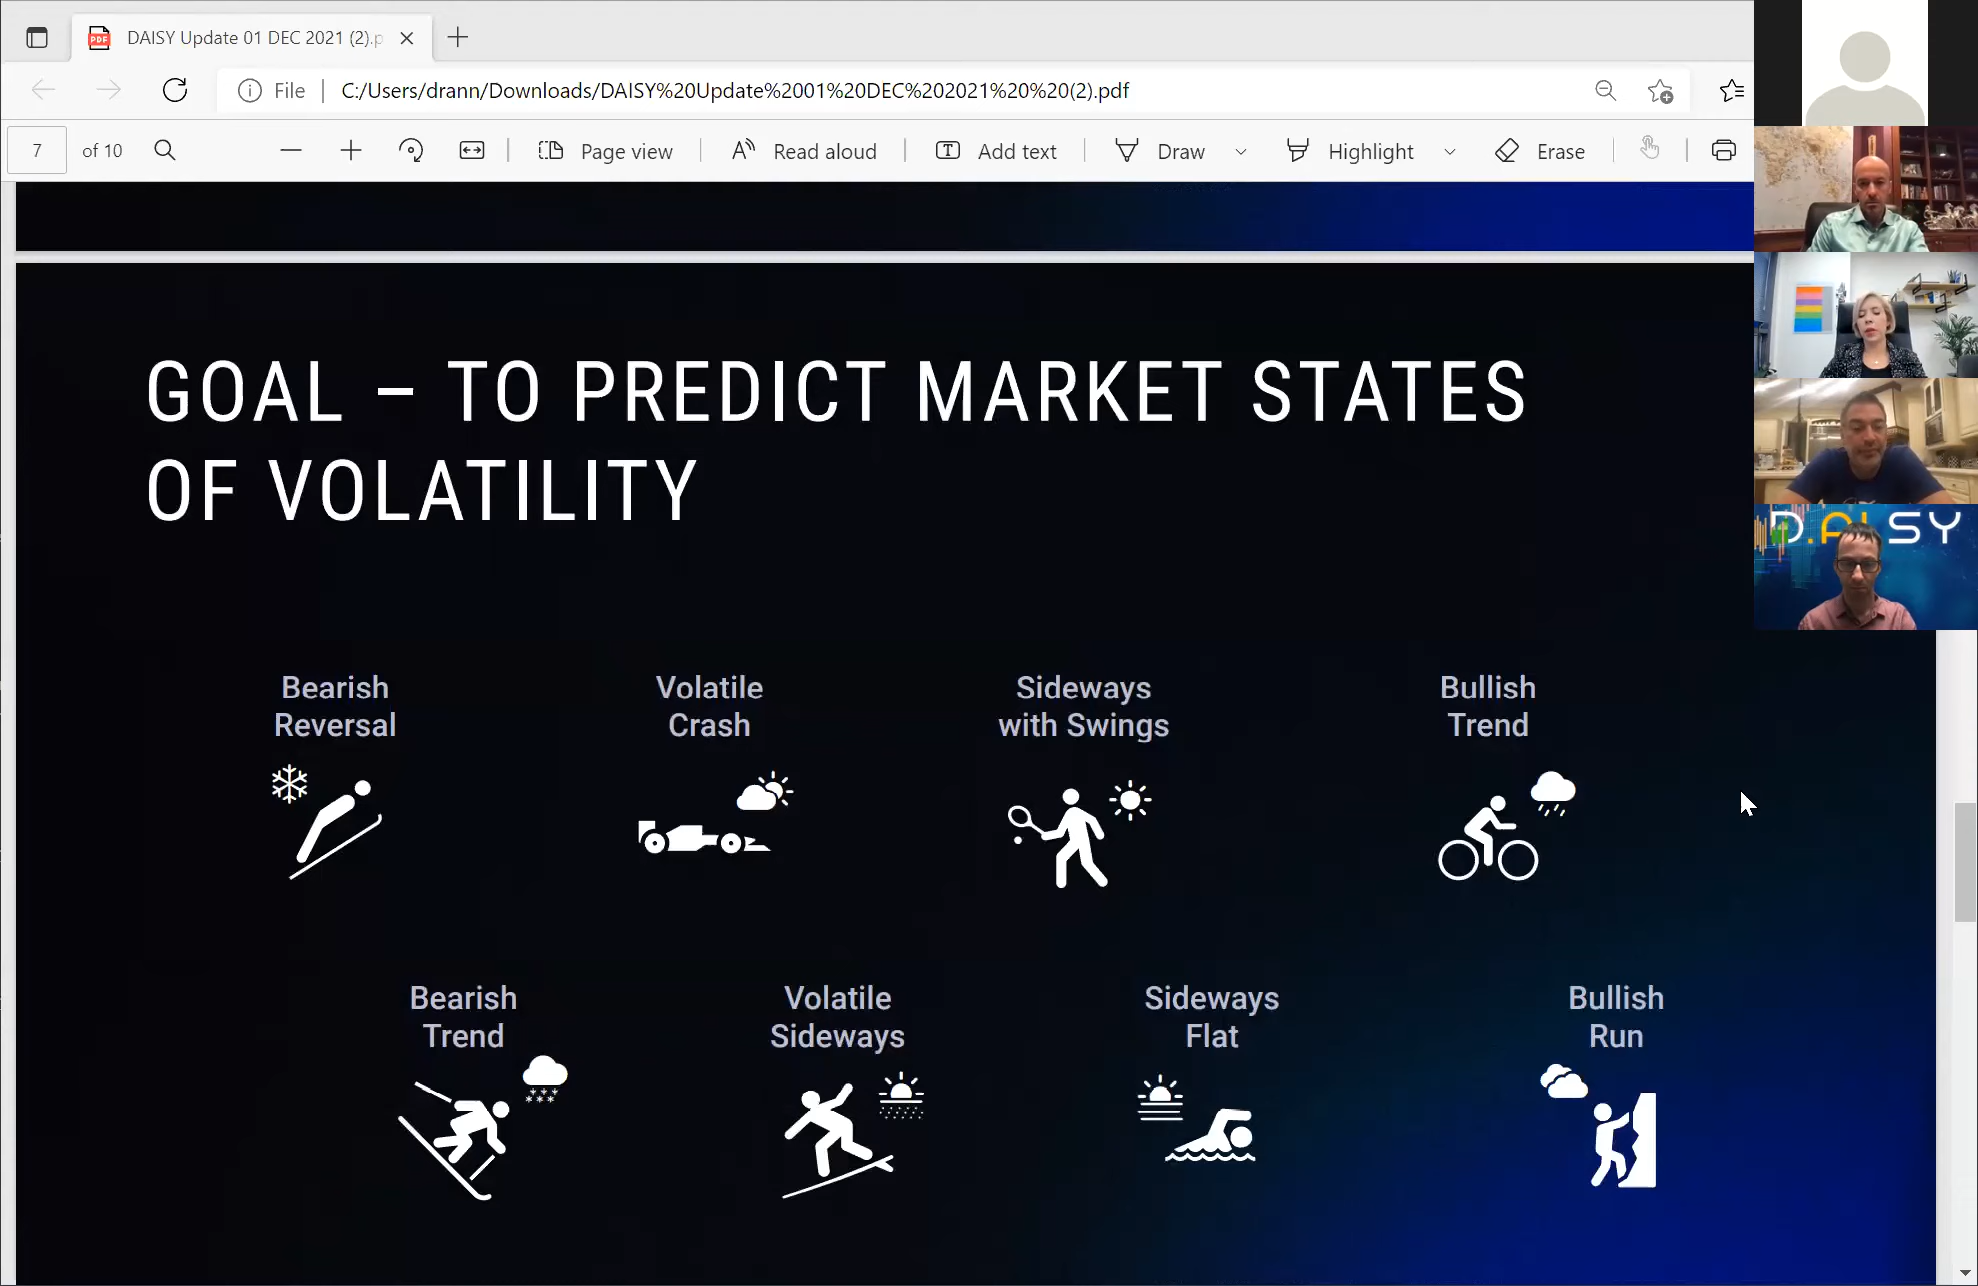 DAISY Update 01 DEC 2021 (2).p
File
C:/Users/drann/Downloads/DAISY%20Update%2001%20DEC%202021%20%20(2).pdf
7 of 10
Page view
Read aloud
Add text
Draw
Highlight
Erase
GOAL – TO PREDICT MARKET STATES
OF VOLATILITY
Bearish
Reversal
Volatile
Crash
Sideways
with Swings
Bullish
Trend
Bearish
Trend
Volatile
Sideways
Sideways
Flat
Bullish
Run
D.AISY